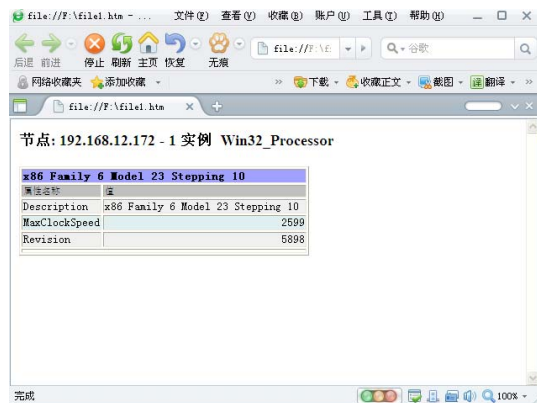 file://F:\file1.htm - ... 文件(F) 查看(V) 收藏(B) 账户(U) 工具(T) 帮助(H)
file://F:\f: 谷歌
后退 前进 停止 刷新 主页 恢复 无痕
网络收藏夹 添加收藏 » 下载 收藏正文 截图 译 翻译 »
file://F:\file1.htm
节点: 192.168.12.172 - 1 实例 Win32_Processor
x86 Family 6 Model 23 Stepping 10
属性名称 值
Description x86 Family 6 Model 23 Stepping 10
MaxClockSpeed 2599
Revision 5898
完成 100%